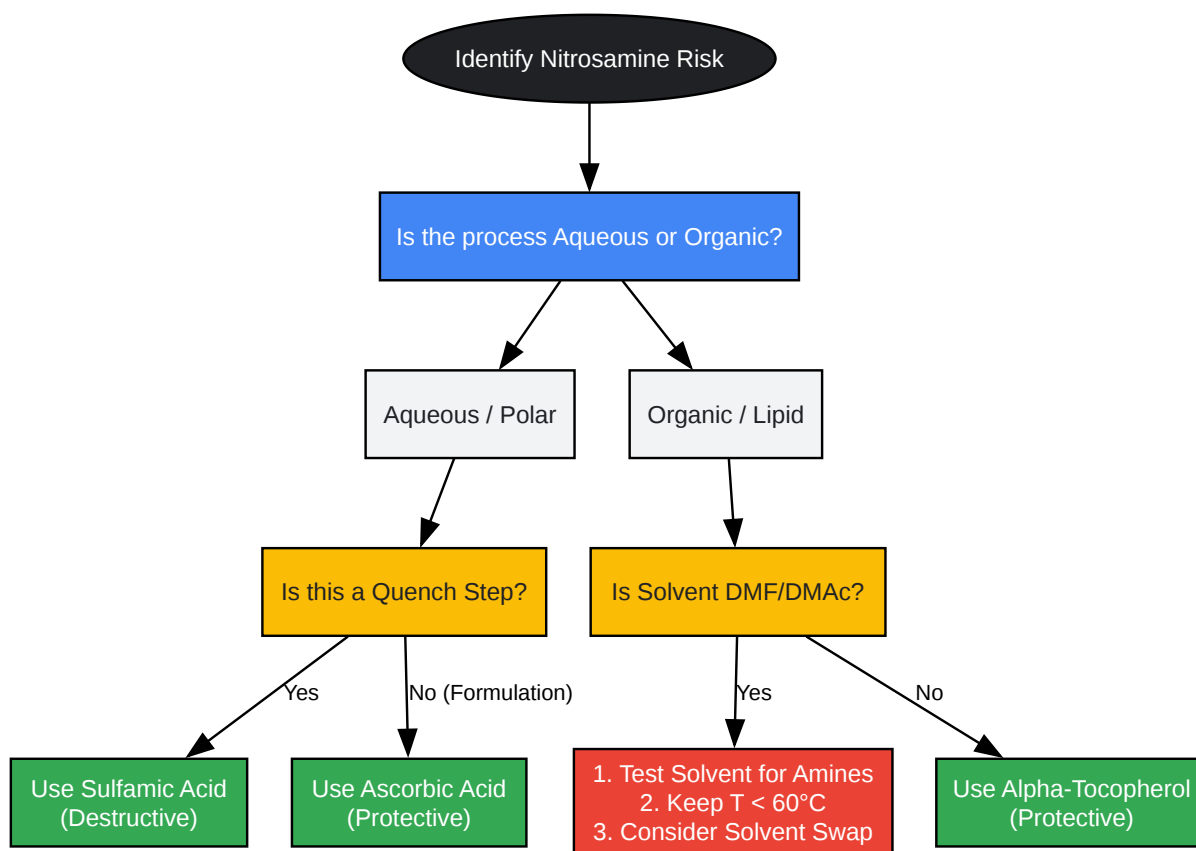 Identify Nitrosamine Risk
Is the process Aqueous or Organic?
Aqueous / Polar
Organic / Lipid
Is this a Quench Step?
Is Solvent DMF/DMAc?
Yes
No (Formulation)
Yes
No
Use Sulfamic Acid
(Destructive)
Use Ascorbic Acid
(Protective)
1. Test Solvent for Amines
2. Keep T < 60°C
3. Consider Solvent Swap
Use Alpha-Tocopherol
(Protective)